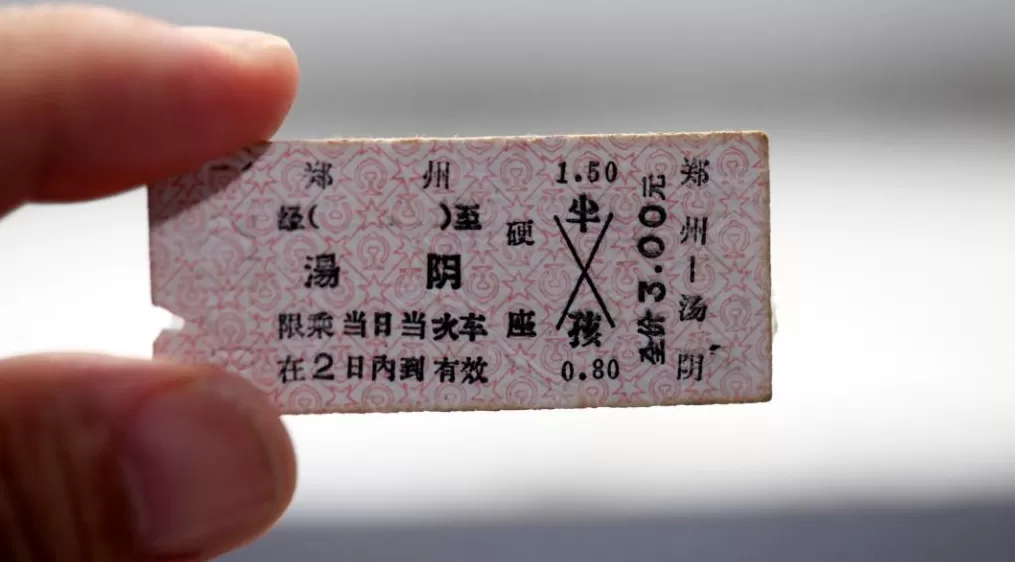 郑州
经( )至
湯阴
限乘当日当次车
在2日内到有效
硬座
1.50
半
孩
0.80
全价3.00元
郑州—汤阴